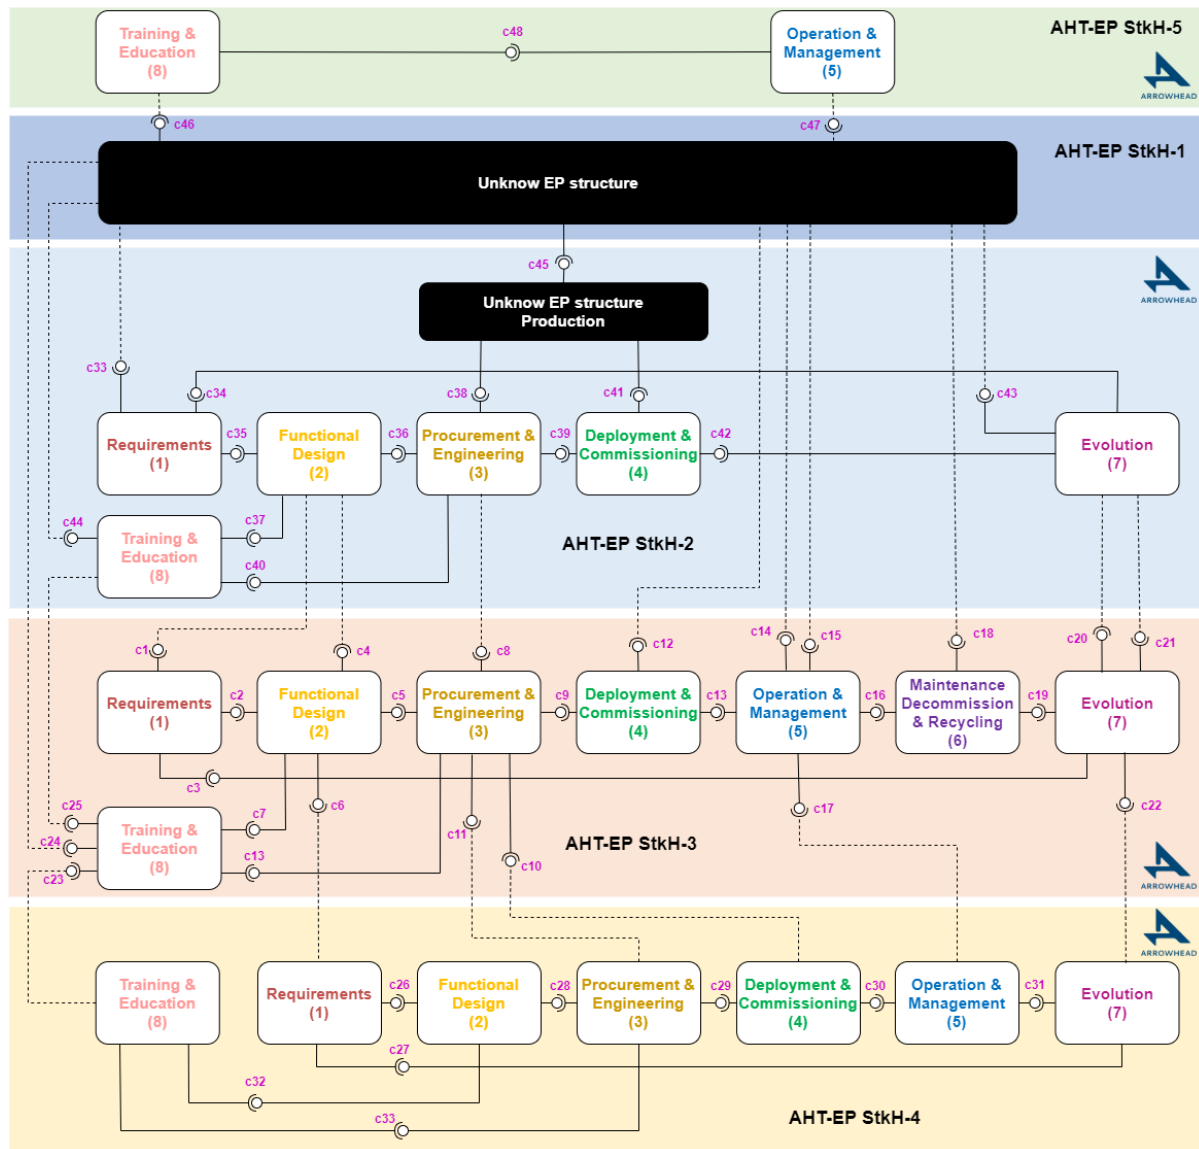 Training &
Education
(8)
c48
Operation &
Management
(5)
AHT-EP StkH-5
ARROWHEAD
c46
c47
AHT-EP StkH-1
Unknow EP structure
c45
ARROWHEAD
Unknow EP structure
Production
c33
c34
c38
c41
c43
Requirements
(1)
c35
Functional
Design
(2)
c36
Procurement &
Engineering
(3)
c39
Deployment &
Commissioning
(4)
c42
Evolution
(7)
c44
Training &
Education
(8)
c37
c40
AHT-EP StkH-2
c1
c4
c8
c12
c14
c15
c18
c20
c21
Requirements
(1)
c2
Functional
Design
(2)
c5
Procurement &
Engineering
(3)
c9
Deployment &
Commissioning
(4)
c13
Operation &
Management
(5)
c16
Maintenance
Decommission
& Recycling
(6)
c19
Evolution
(7)
c3
c25
c24
c23
Training &
Education
(8)
c7
c13
c6
c11
c10
c17
c22
AHT-EP StkH-3
ARROWHEAD
ARROWHEAD
Training &
Education
(8)
Requirements
(1)
c26
Functional
Design
(2)
c28
Procurement &
Engineering
(3)
c29
Deployment &
Commissioning
(4)
c30
Operation &
Management
(5)
c31
Evolution
(7)
c27
c32
c33
AHT-EP StkH-4